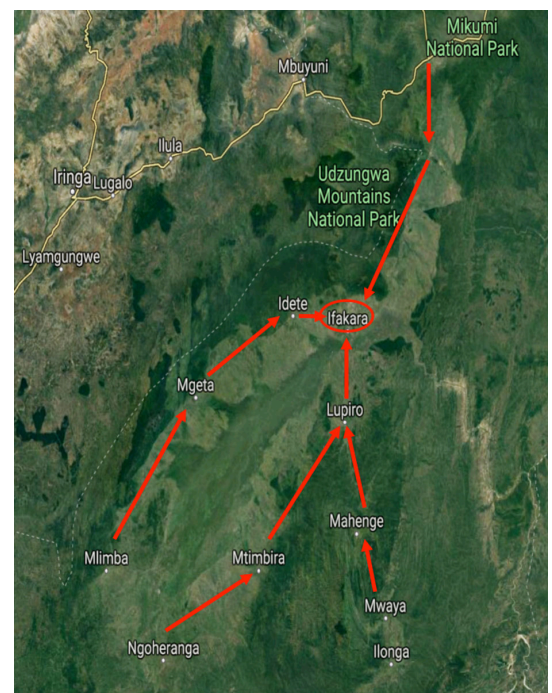 Mikumi
National Park
Mbuyuni
Ilula
Iringa
Lugalo
Udzungwa
Mountains
National Park
Lyamgungwe
Idete
Ifakara
Mgeta
Lupiro
Mahenge
Mlimba
Mtimbira
Mwaya
Ngoheranga
Ilonga